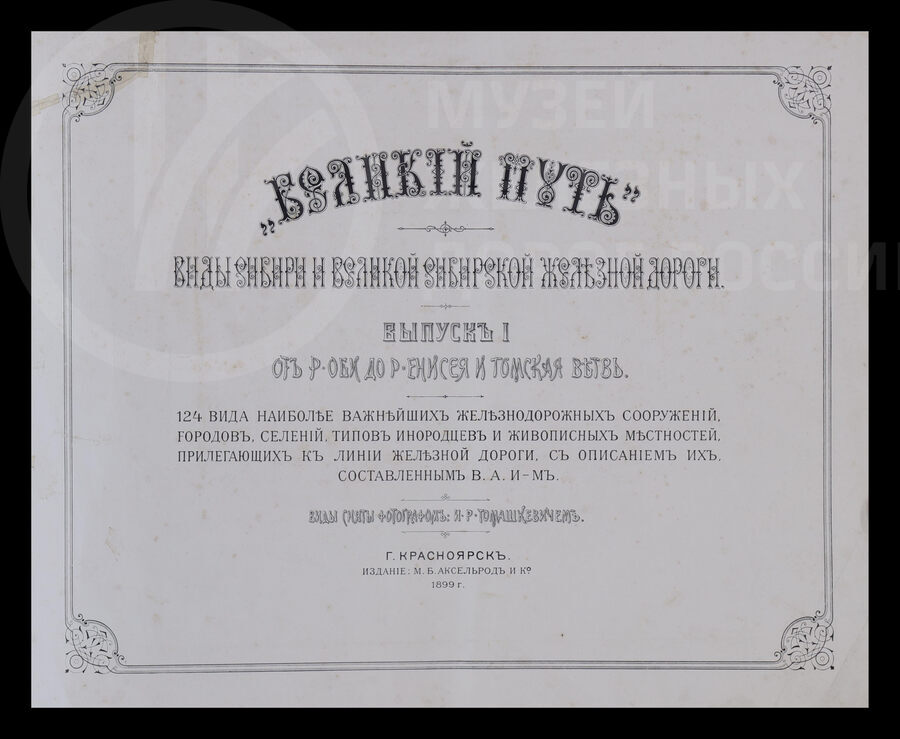 „ВЕЛИКІЙ ПУТЬ"
ВИДЫ СИБИРИ И ВЕЛИКОЙ СИБИРСКОЙ ЖЕЛѢЗНОЙ ДОРОГИ.
ВЫПУСКЪ I
ОТЪ Р. ОБИ ДО Р. ЕНИСЕЯ И ТОМСКАЯ ВѢТВЬ.
124 ВИДА НАИБОЛѢЕ ВАЖНѢЙШИХЪ ЖЕЛѢЗНОДОРОЖНЫХЪ СООРУЖЕНІЙ,
ГОРОДОВЪ, СЕЛЕНІЙ, ТИПОВЪ ИНОРОДЦЕВЪ И ЖИВОПИСНЫХЪ МѢСТНОСТЕЙ,
ПРИЛЕГАЮЩИХЪ КЪ ЛИНІИ ЖЕЛѢЗНОЙ ДОРОГИ, СЪ ОПИСАНІЕМЪ ИХЪ,
СОСТАВЛЕННЫМЪ В. А. И–МЪ.
ВИДЫ СНЯТЫ ФОТОГРАФОМЪ: Я. Р. ТОМАШКЕВИЧЕМЪ.
Г. КРАСНОЯРСКЪ.
ИЗДАНІЕ: М. Б. АКСЕЛЬРОДЪ И Кº
1899 г.
МУЗЕЙ